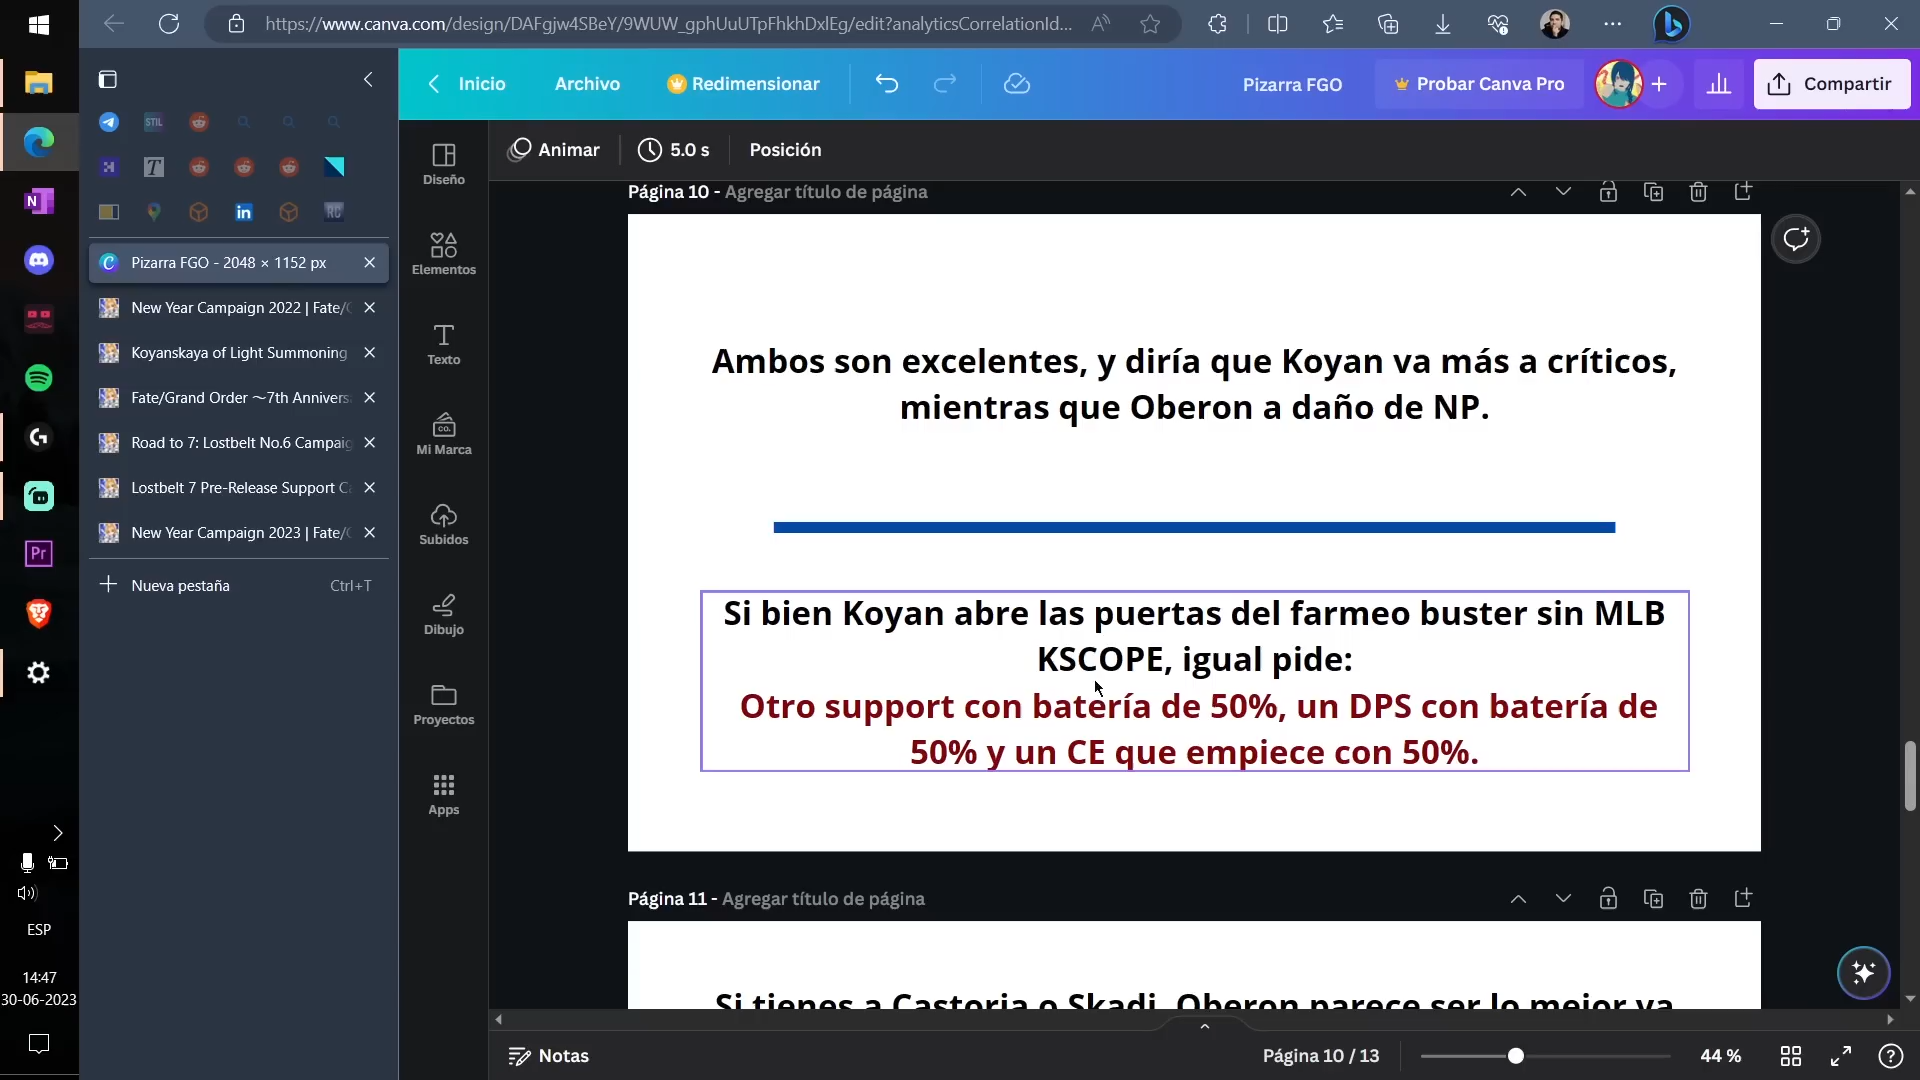 https://www.canva.com/design/DAFgjw4SBeY/9WUW_gphUuUTpFhkhDxlEg/edit?analyticsCorrelationId...
Inicio
Archivo
Redimensionar
Pizarra FGO
Probar Canva Pro
Compartir
Animar
5.0 s
Posición
STIL
T
RC
Pizarra FGO - 2048 × 1152 px
New Year Campaign 2022 | Fate/G
Koyanskaya of Light Summoning
Fate/Grand Order ～7th Annivers
Road to 7: Lostbelt No.6 Campaig
Lostbelt 7 Pre-Release Support Ca
New Year Campaign 2023 | Fate/G
Nueva pestaña
Ctrl+T
Diseño
Elementos
Texto
CO.
Mi Marca
Subidos
Dibujo
Proyectos
Apps
Página 10 - Agregar título de página
Ambos son excelentes, y diría que Koyan va más a críticos,
mientras que Oberon a daño de NP.
Si bien Koyan abre las puertas del farmeo buster sin MLB
KSCOPE, igual pide:
Otro support con batería de 50%, un DPS con batería de
50% y un CE que empiece con 50%.
Página 11 - Agregar título de página
Si tienes a Castoria o Skadi, Oberon parece ser lo mejor ya
Notas
Página 10 / 13
44 %
N
Pr
ESP
14:47
30-06-2023